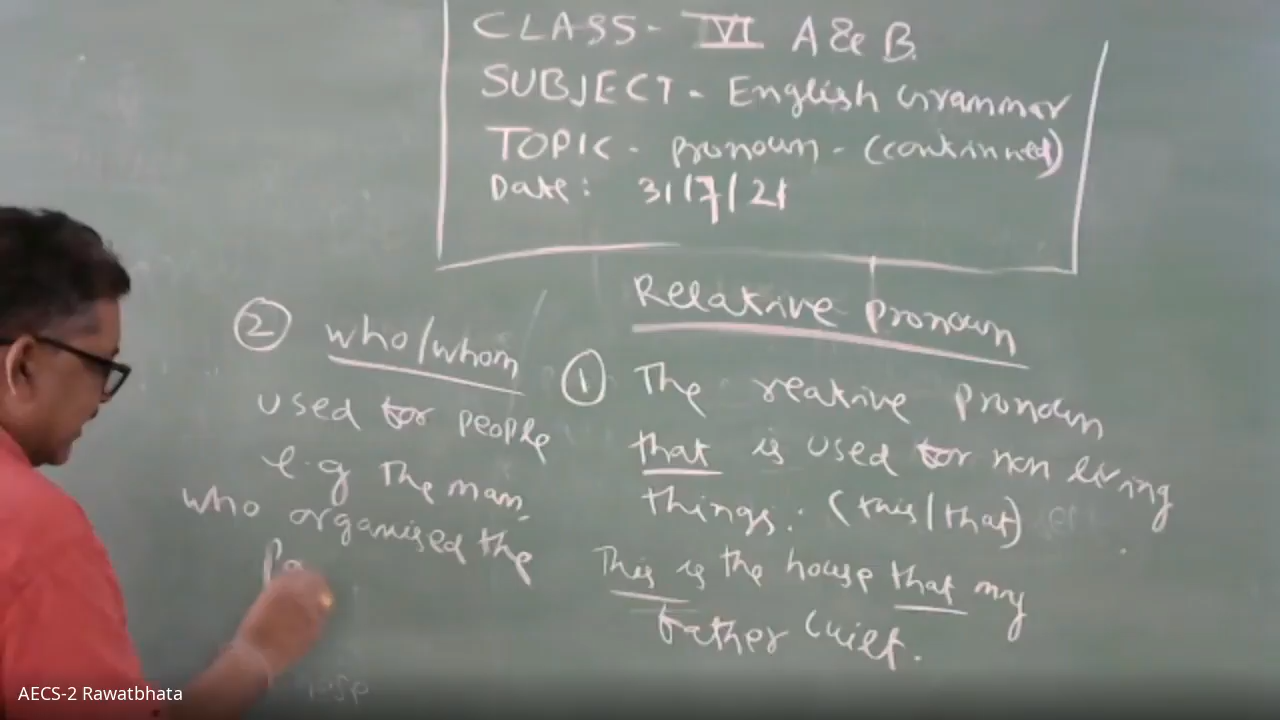 CLASS - VI A & B.
SUBJECT - English Grammar
TOPIC - pronoun - (continued)
Date: 31/7/21
Relative pronoun
① The reative pronoun
that is used for non living
things. (this/that)
This is the house that my
father built.
② who/whom
used for people
e.g The man
who organised the
Pa
AECS-2 Rawatbhata